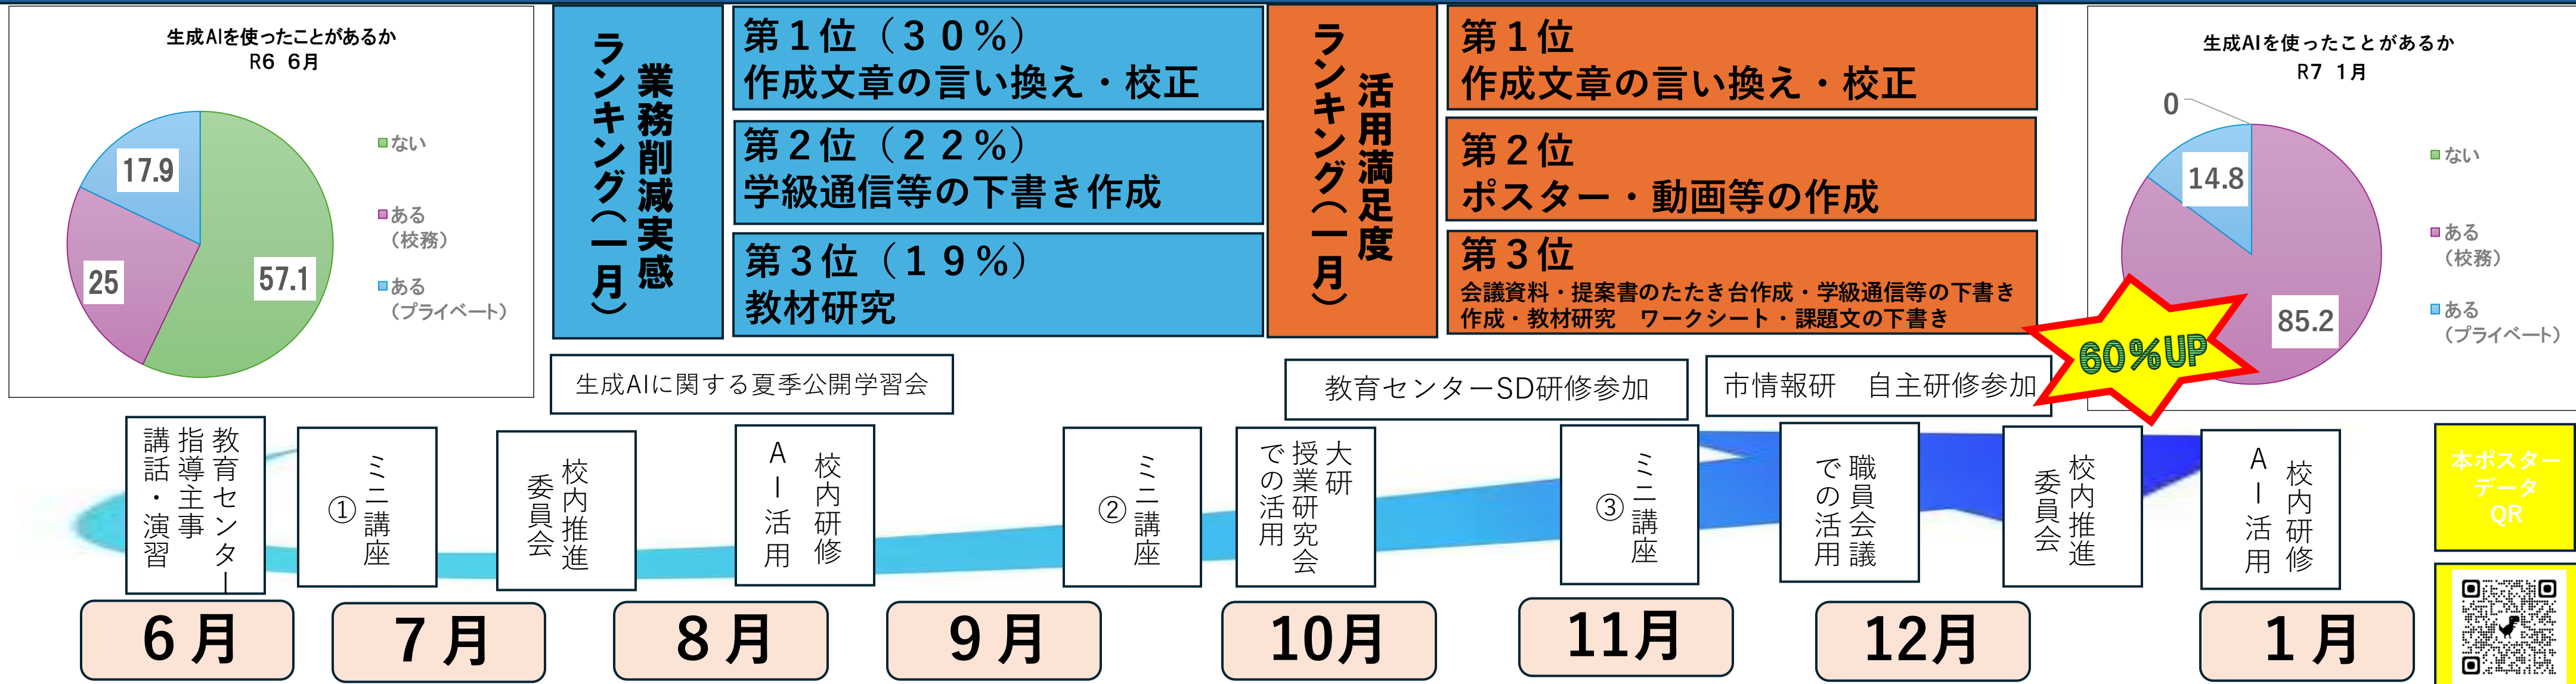 生成AIを使ったことがあるか
R6 6月
17.9
25
57.1
ない
ある
（校務）
ある
（プライベート）
業務削減実感
ランキング（一月）
第１位（３０%）
作成文章の言い換え・校正
第２位（２２%）
学級通信等の下書き作成
第３位（１９%）
教材研究
活用満足度
ランキング（一月）
第１位
作成文章の言い換え・校正
第２位
ポスター・動画等の作成
第３位
会議資料・提案書のたたき台作成・学級通信等の下書き
作成・教材研究　ワークシート・課題文の下書き
生成AIを使ったことがあるか
R7 1月
0
14.8
85.2
ない
ある
（校務）
ある
（プライベート）
60%UP
生成AIに関する夏季公開学習会
教育センターSD研修参加
市情報研　自主研修参加
教育センター
指導主事
講話・演習
ミニ講座
①
校内推進
委員会
校内研修
AI活用
ミニ講座
②
大研
授業研究会
での活用
ミニ講座
③
職員会議
での活用
校内推進
委員会
校内研修
AI活用
本ポスター
データ
QR
６月
７月
８月
９月
10月
11月
12月
１月